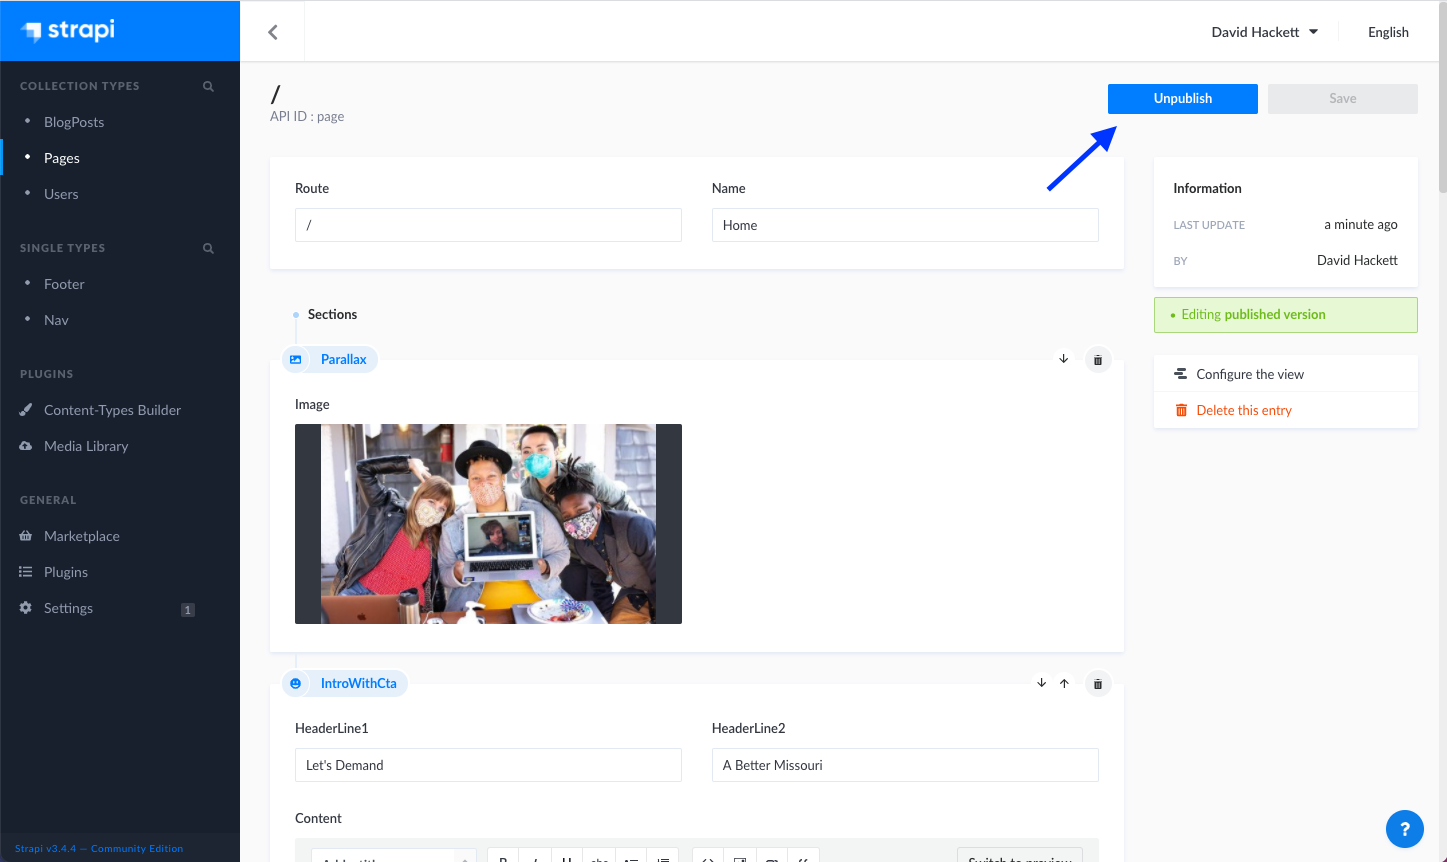 strapi
David Hackett
English
COLLECTION TYPES
BlogPosts
Pages
Users
SINGLE TYPES
Footer
Nav
PLUGINS
Content-Types Builder
Media Library
GENERAL
Marketplace
Plugins
Settings 1
Strapi v3.4.4 — Community Edition
/
API ID : page
Unpublish
Save
Route
Name
/
Home
Information
LAST UPDATE a minute ago
BY David Hackett
Editing published version
Configure the view
Delete this entry
Sections
Parallax
Image
IntroWithCta
HeaderLine1
HeaderLine2
Let's Demand
A Better Missouri
Content
Switch to preview
?